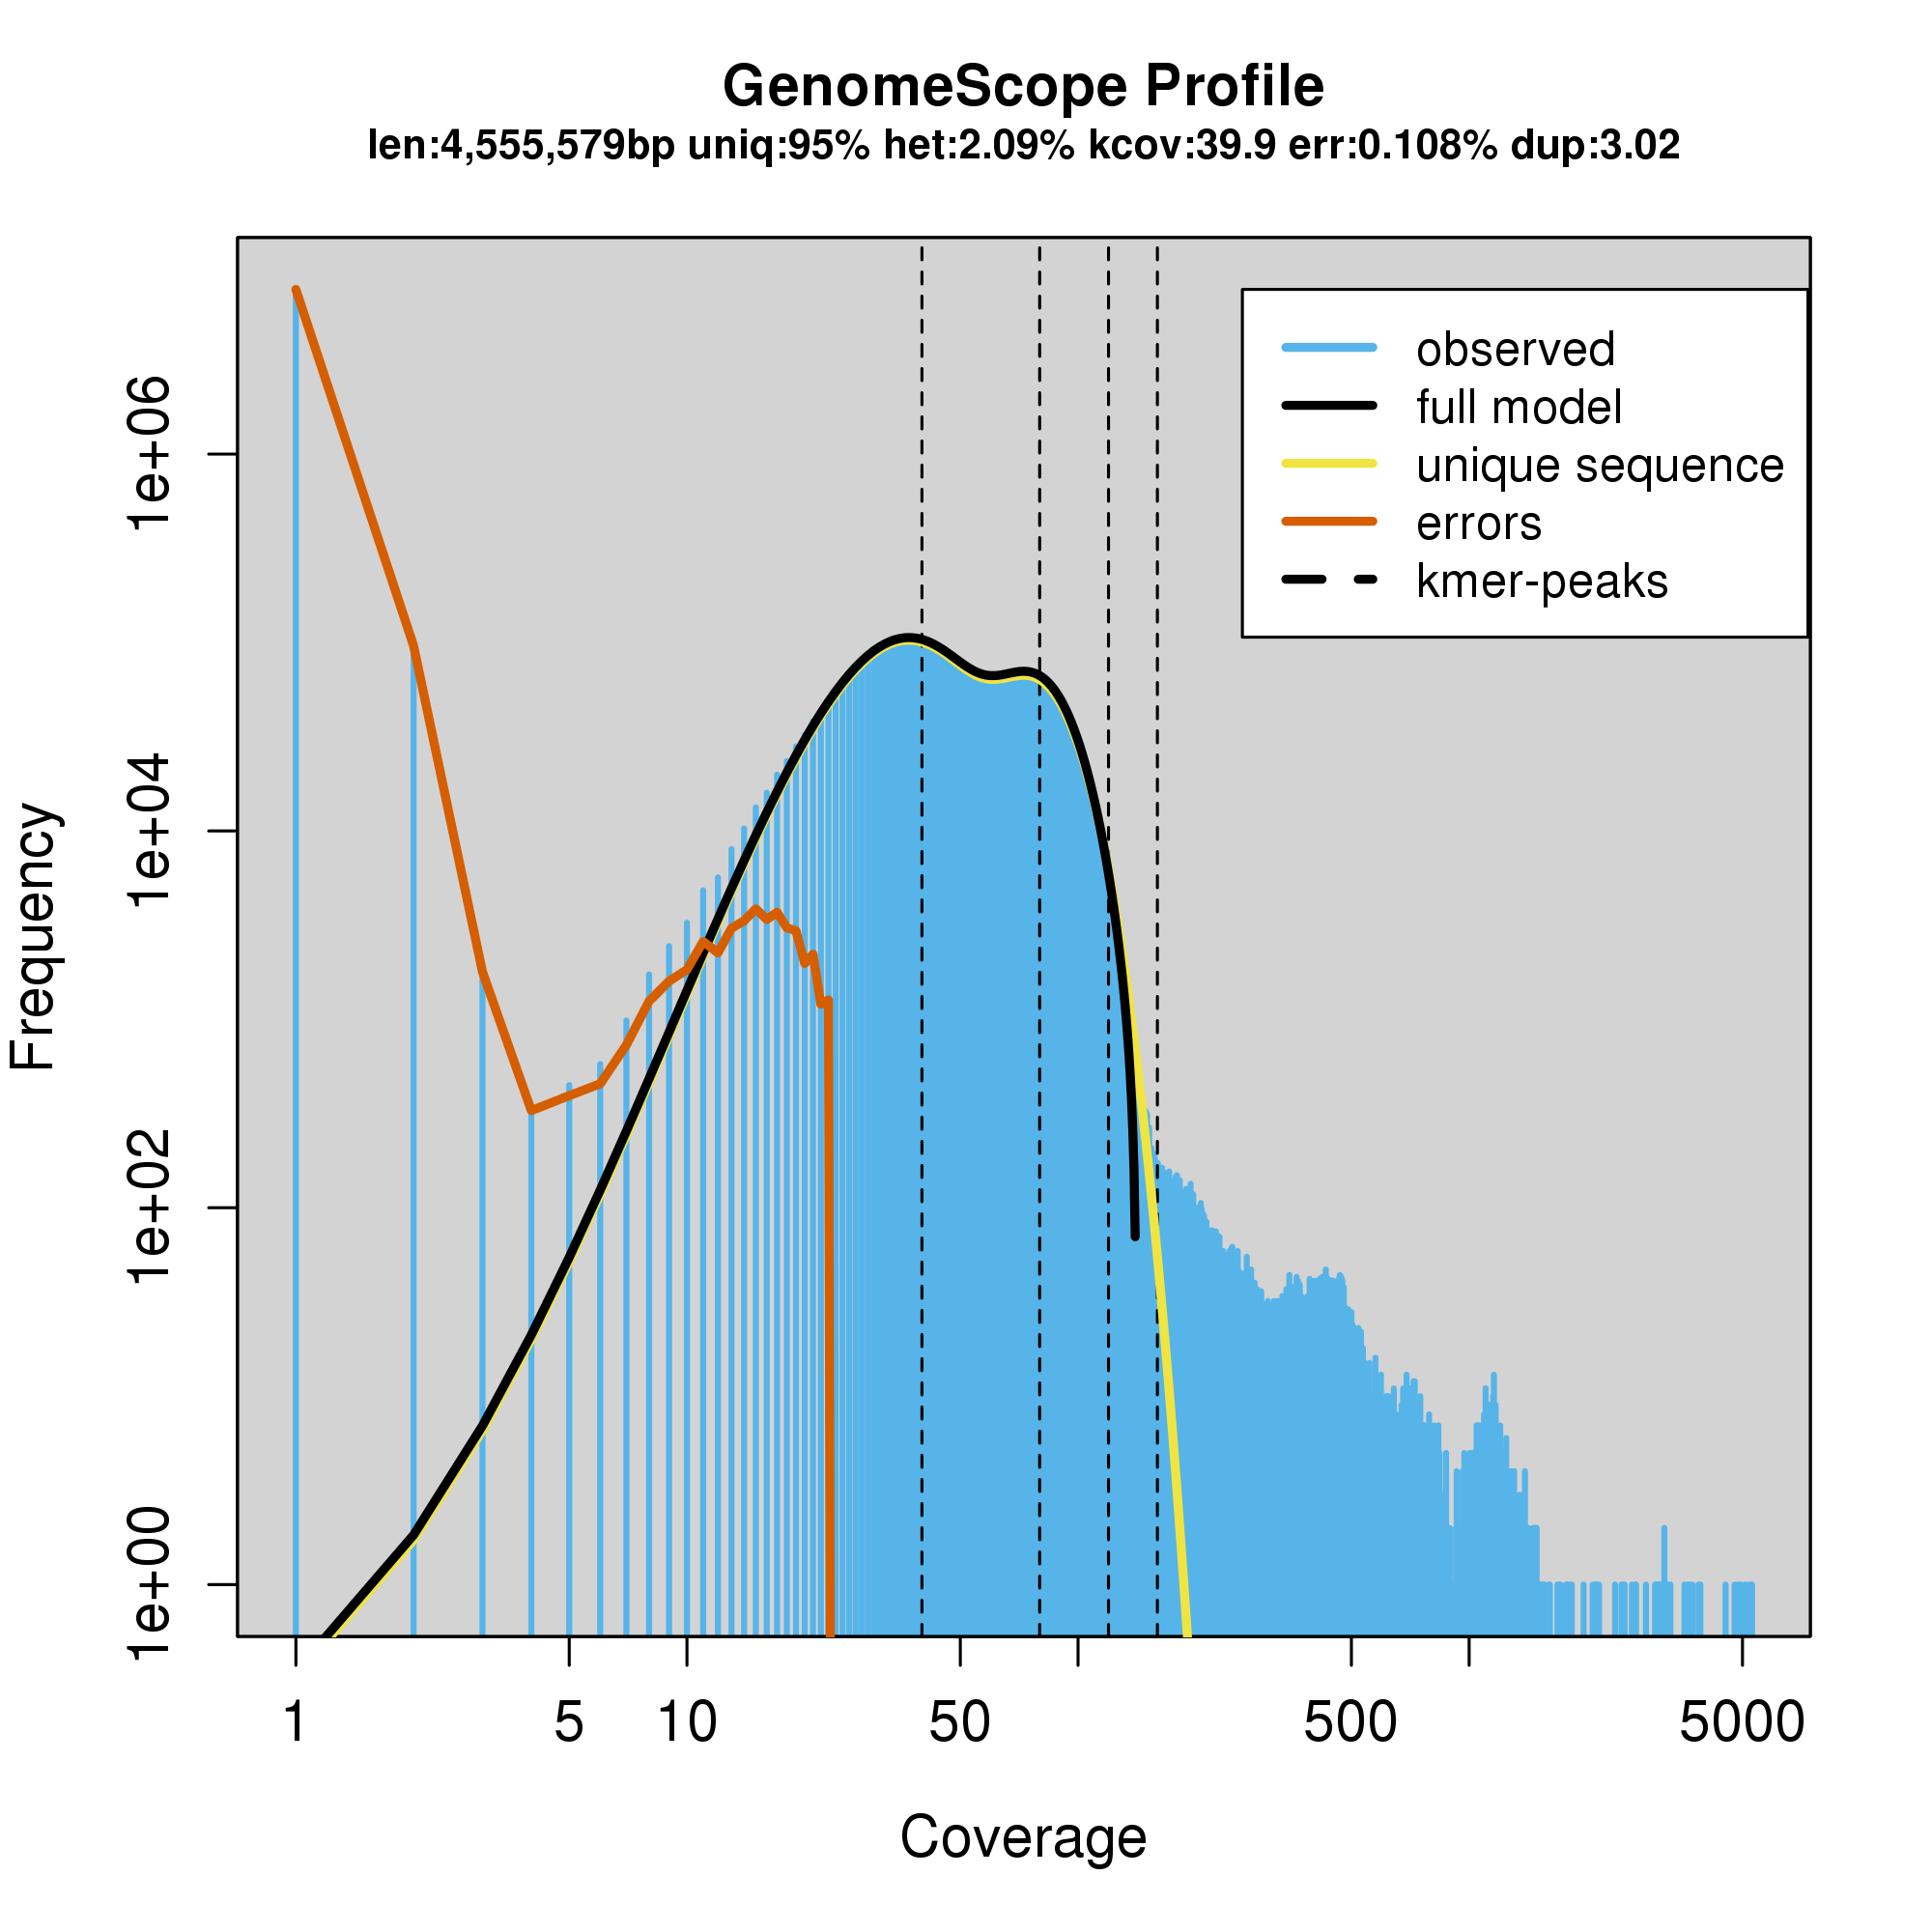 GenomeScope Profile
len:4,555,579bp uniq:95% het:2.09% kcov:39.9 err:0.108% dup:3.02
observed
full model
unique sequence
errors
kmer-peaks
Frequency
1e+06
1e+04
1e+02
1e+00
1 5 10 50 500 5000
Coverage